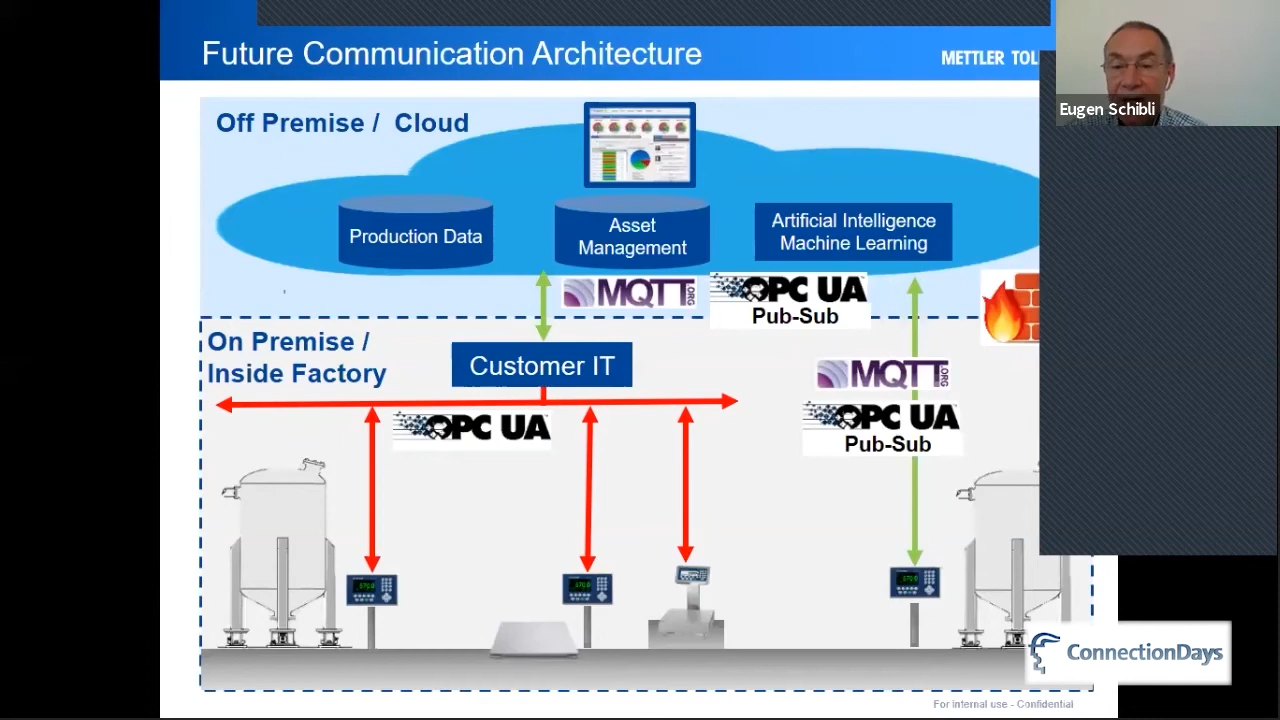 Future Communication Architecture
METTLER TOL
Eugen Schibli
Off Premise / Cloud
Production Data
Asset
Management
Artificial Intelligence
Machine Learning
MQTT.ORG
OPC UA
Pub-Sub
On Premise /
Inside Factory
Customer IT
MQTT.ORG
OPC UA
OPC UA
Pub-Sub
ConnectionDays
For internal use - Confidential